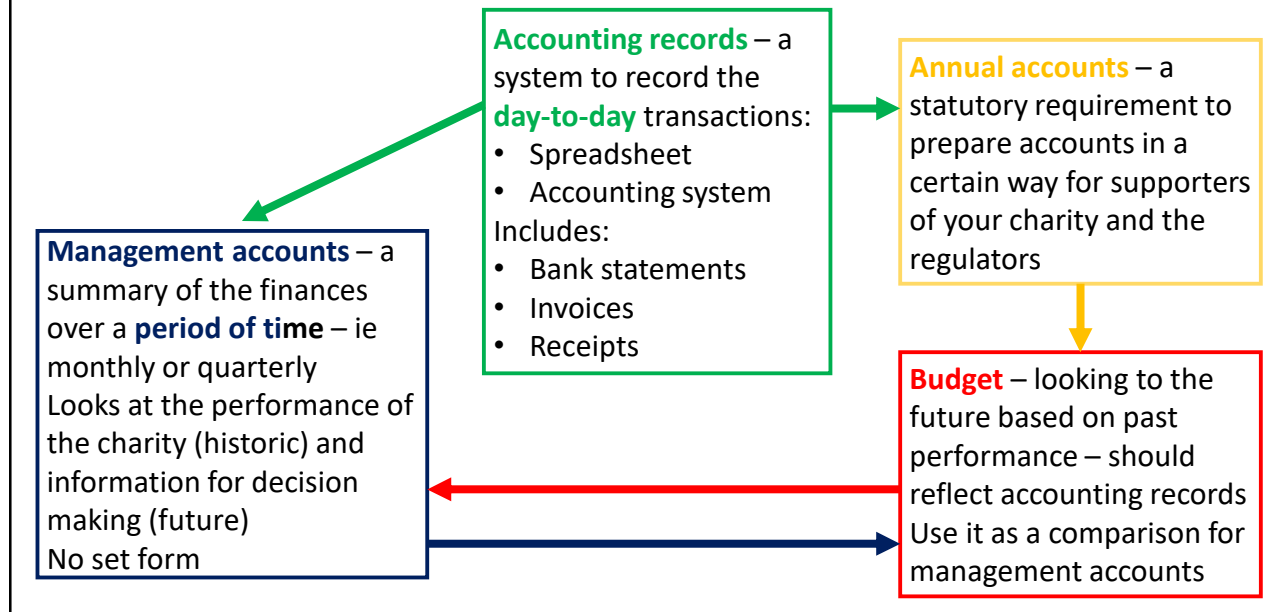 Accounting records – a
system to record the
day-to-day transactions:
• Spreadsheet
• Accounting system
Includes:
• Bank statements
• Invoices
• Receipts
Annual accounts – a
statutory requirement to
prepare accounts in a
certain way for supporters
of your charity and the
regulators
Management accounts – a
summary of the finances
over a period of time – ie
monthly or quarterly
Looks at the performance of
the charity (historic) and
information for decision
making (future)
No set form
Budget – looking to the
future based on past
performance – should
reflect accounting records
Use it as a comparison for
management accounts